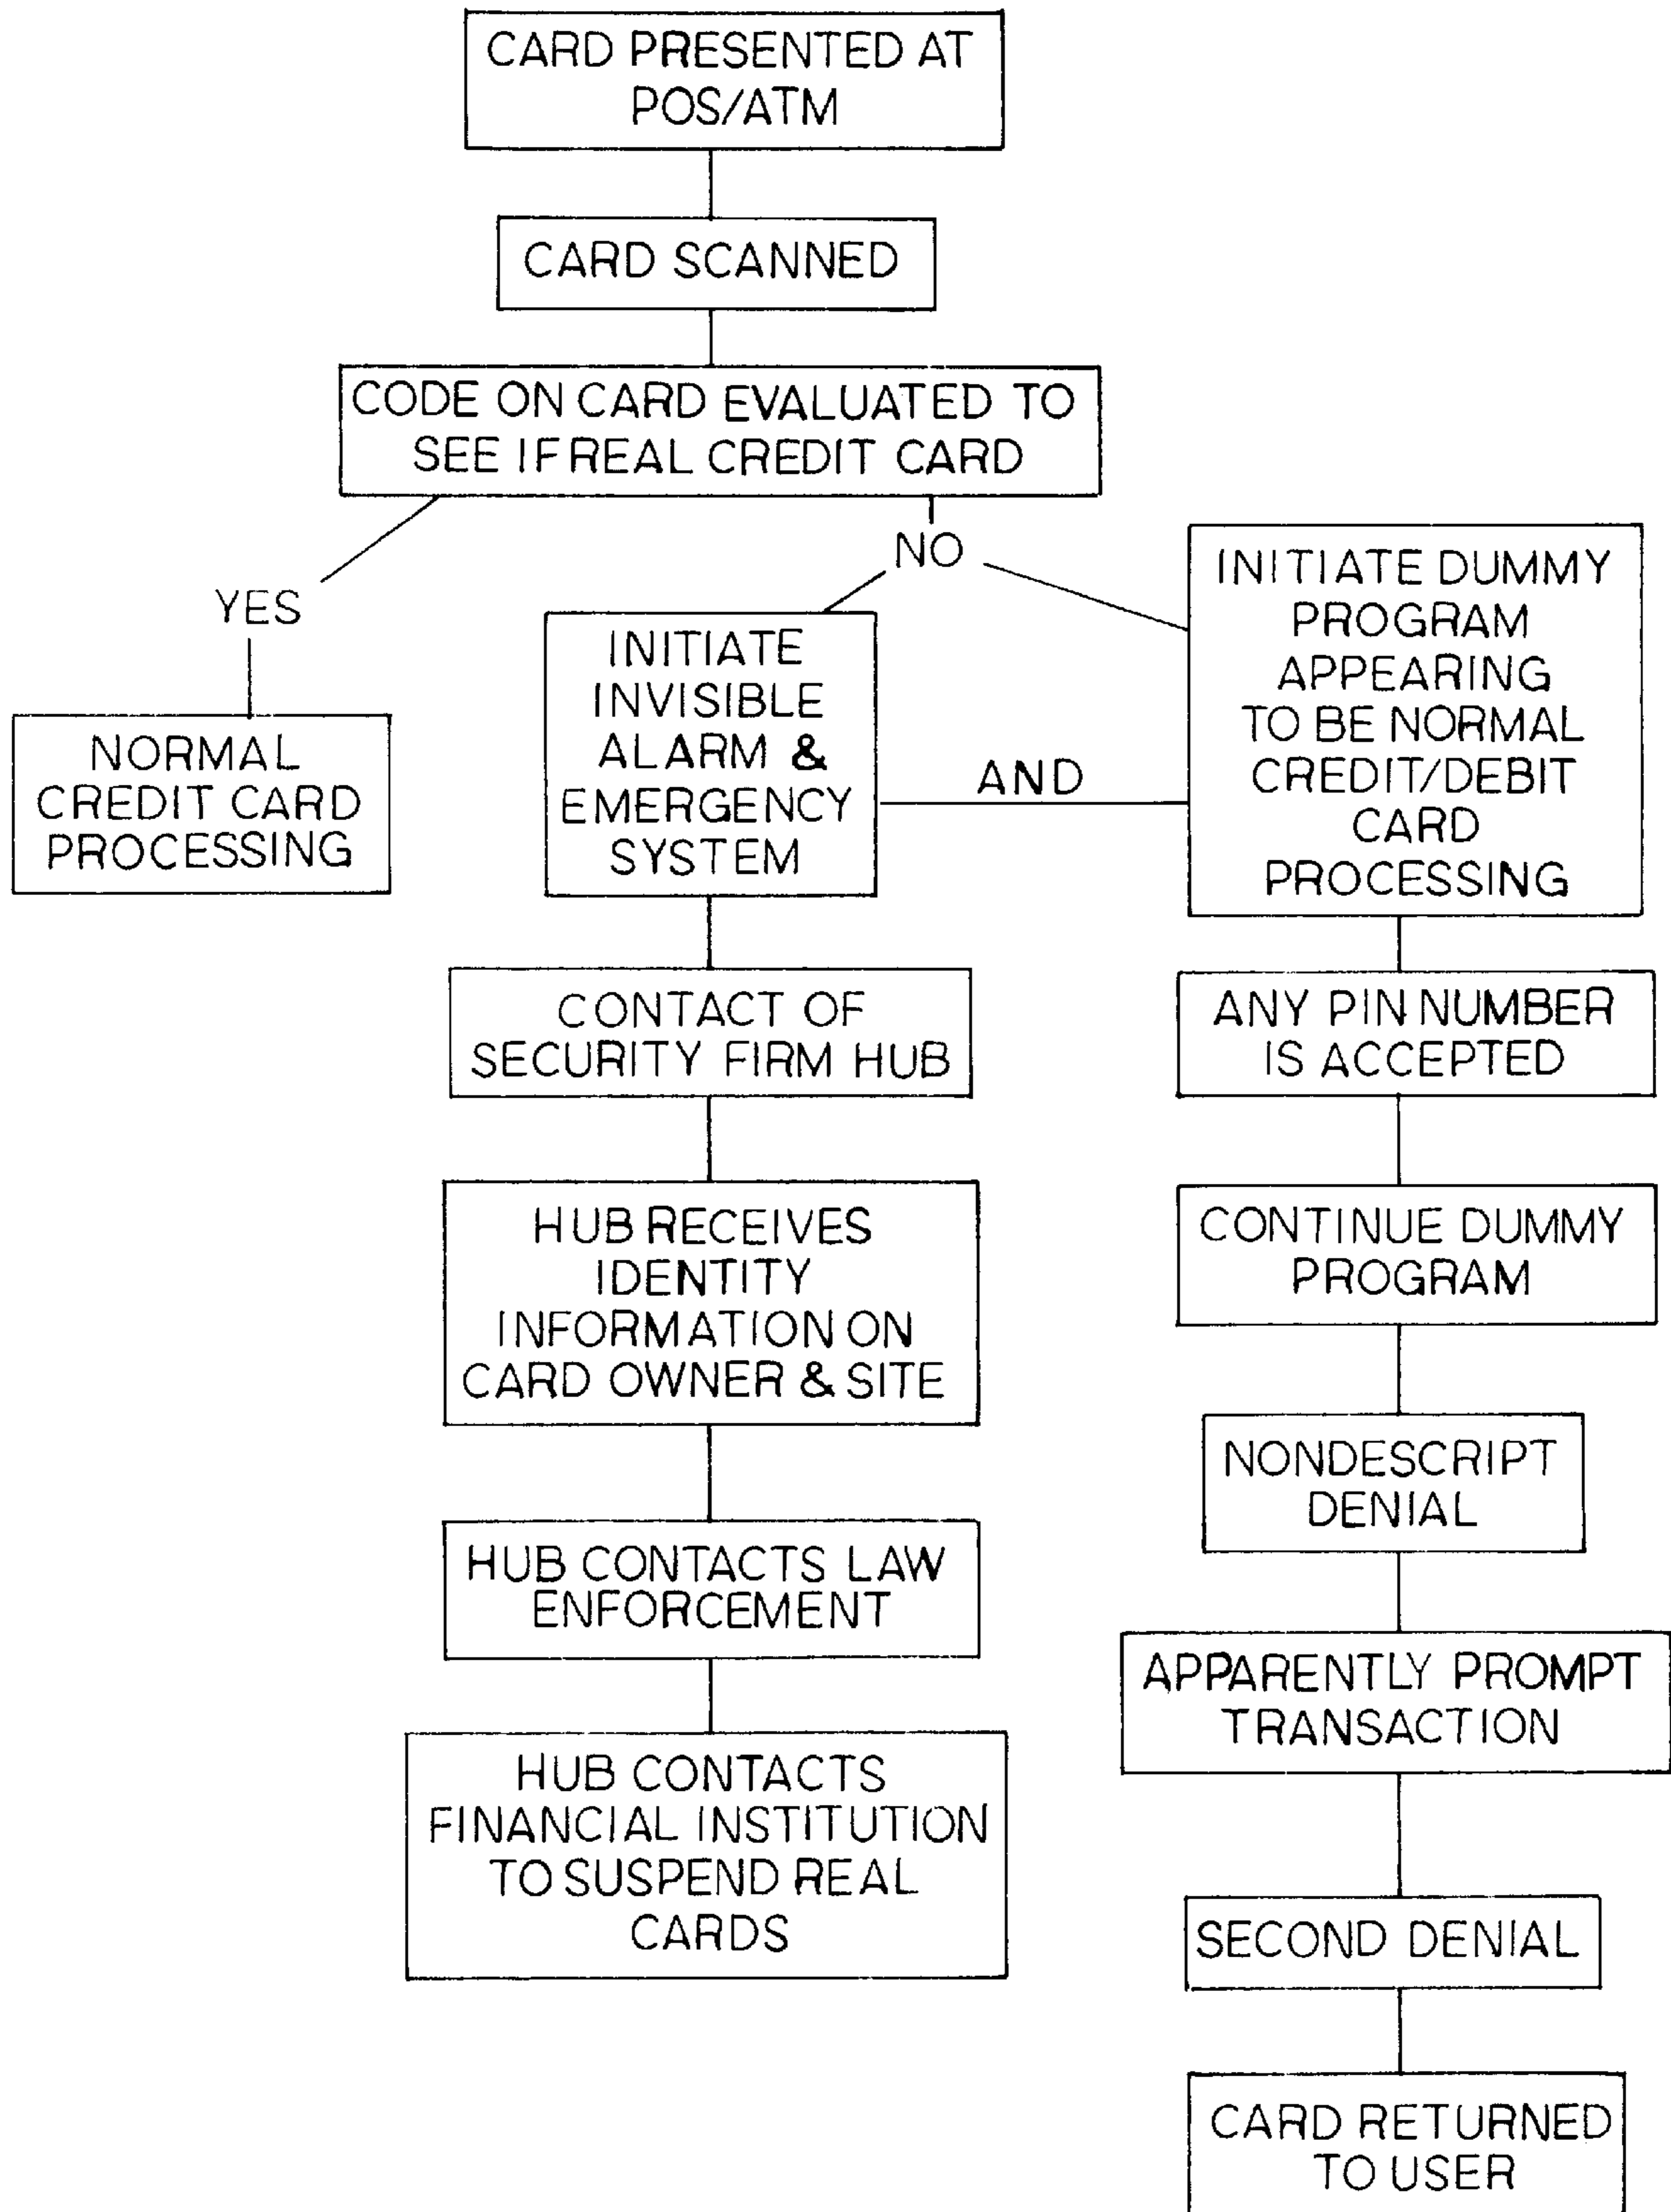 CARD PRESENTED AT
POS/ATM
CARD SCANNED
CODE ON CARD EVALUATED TO
SEE IF REAL CREDIT CARD
YES
NO
NORMAL
CREDIT CARD
PROCESSING
INITIATE
INVISIBLE
ALARM &
EMERGENCY
SYSTEM
AND
INITIATE DUMMY
PROGRAM
APPEARING
TO BE NORMAL
CREDIT/DEBIT
CARD
PROCESSING
CONTACT OF
SECURITY FIRM HUB
HUB RECEIVES
IDENTITY
INFORMATION ON
CARD OWNER & SITE
HUB CONTACTS LAW
ENFORCEMENT
HUB CONTACTS
FINANCIAL INSTITUTION
TO SUSPEND REAL
CARDS
ANY PIN NUMBER
IS ACCEPTED
CONTINUE DUMMY
PROGRAM
NONDESCRIPT
DENIAL
APPARENTLY PROMPT
TRANSACTION
SECOND DENIAL
CARD RETURNED
TO USER